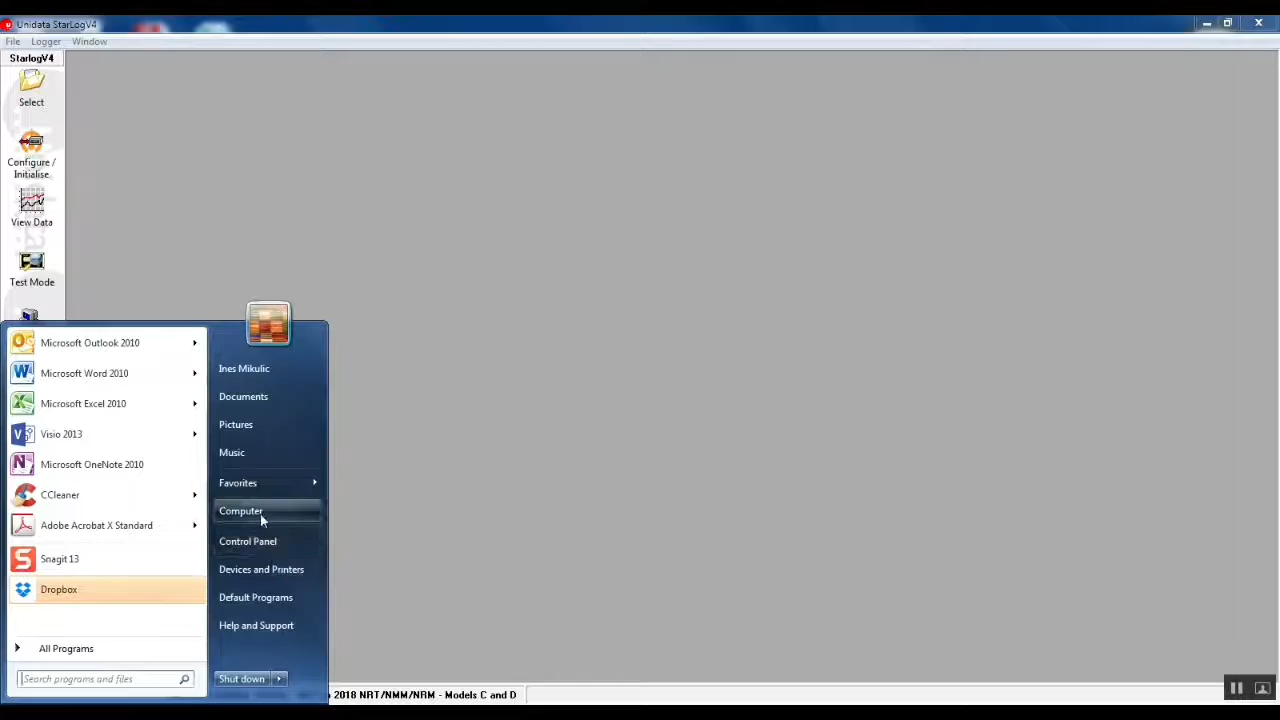 Unidata StarLogV4
File Logger Window
StarlogV4
Select
Configure /
Initialise
View Data
Test Mode
Microsoft Outlook 2010
Microsoft Word 2010
Microsoft Excel 2010
Visio 2013
Microsoft OneNote 2010
CCleaner
Adobe Acrobat X Standard
Snagit 13
Dropbox
All Programs
Search programs and files
Ines Mikulic
Documents
Pictures
Music
Favorites
Computer
Control Panel
Devices and Printers
Default Programs
Help and Support
Shut down
2018 NRT/NMM/NRM - Models C and D